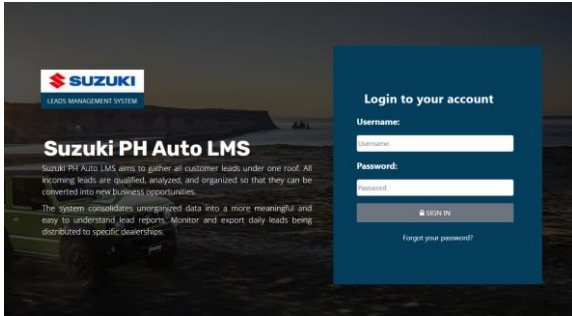 SUZUKI
LEADS MANAGEMENT SYSTEM
Suzuki PH Auto LMS
Suzuki PH Auto LMS aims to gather all customer leads under one roof. All
incoming leads are qualified, analyzed, and organized so that they can be
converted into new business opportunities.
The system consolidates unorganized data into a more meaningful and
easy to understand lead reports. Monitor and export daily leads being
distributed to specific dealerships.
Login to your account
Username:
Username
Password:
Password
SIGN IN
Forgot your password?